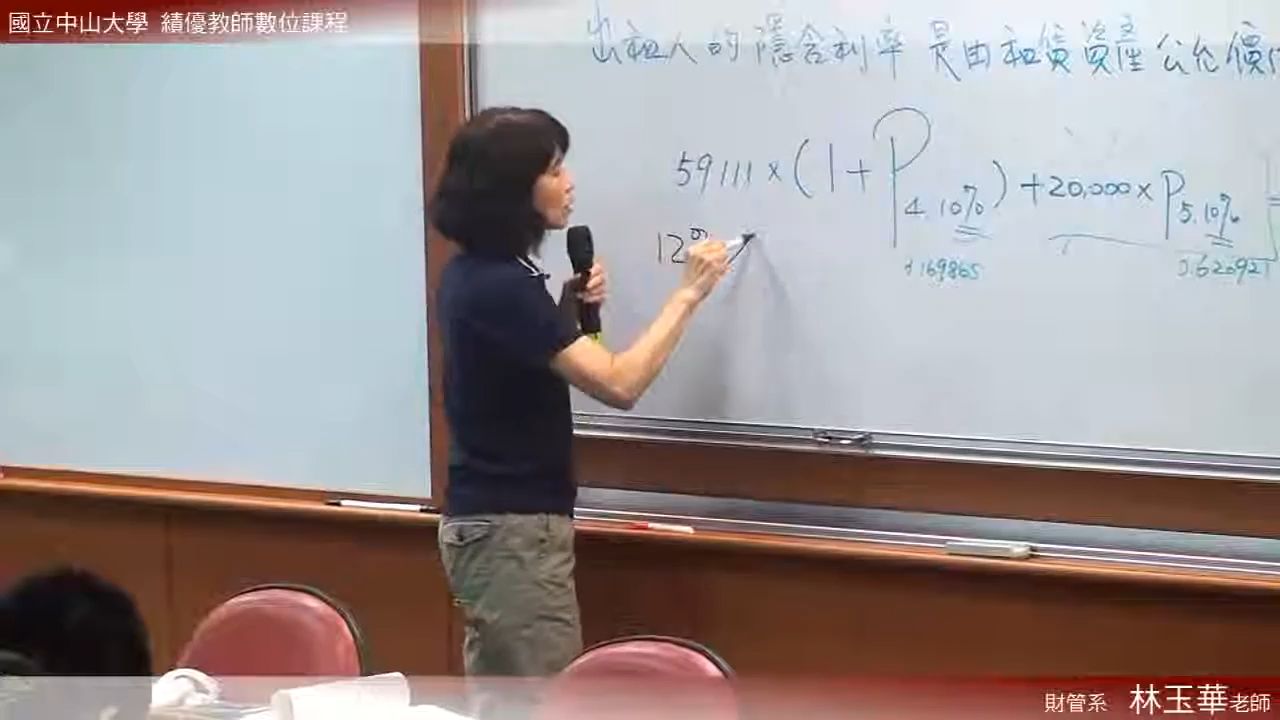 國立中山大學 績優教師數位課程
出租人的隱含利率是由租賃資產公允價
59111×(1+P4.10%)+20,000×P5.10%
169865 0.620921
12%
財管系 林玉華老師